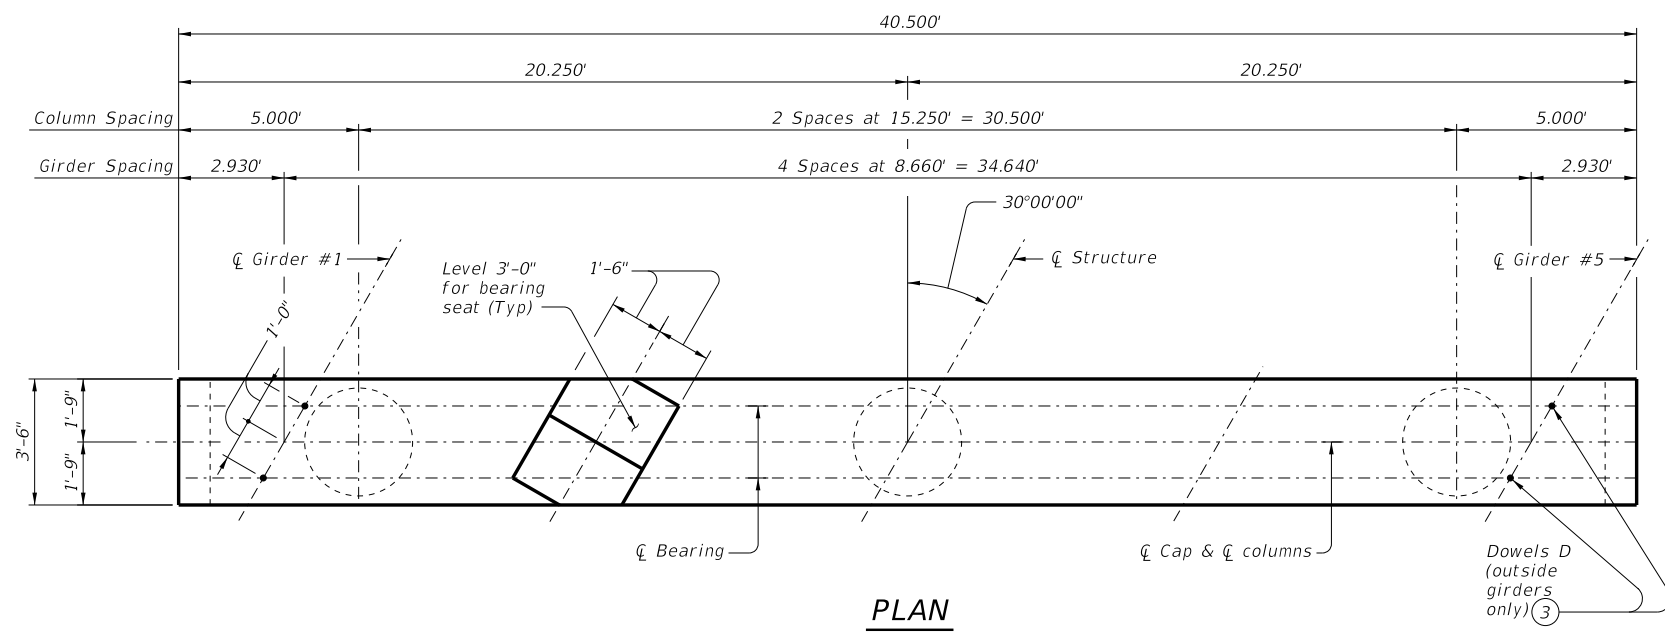 40.500'
20.250'
20.250'
Column Spacing
5.000'
2 Spaces at 15.250' = 30.500'
5.000'
Girder Spacing
2.930'
4 Spaces at 8.660' = 34.640'
2.930'
30°00'00"
℄ Girder #1
Level 3'-0"
for bearing
seat (Typ)
1'-6"
℄ Structure
℄ Girder #5
1'-0"
3'-6"
1'-9"
1'-9"
℄ Bearing
℄ Cap & ℄ columns
Dowels D
(outside
girders
only) 3
PLAN